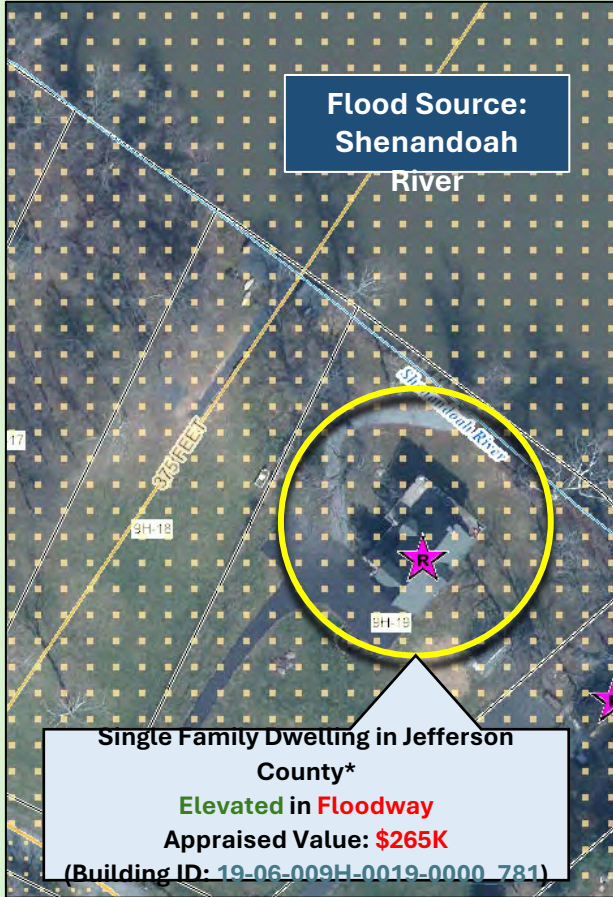 Flood Source:
Shenandoah
River
Shenandoah River
17
375 FEET
9H-18
R
9H-19
Single Family Dwelling in Jefferson
County*
Elevated in Floodway
Appraised Value: $265K
(Building ID: 19-06-009H-0019-0000_781)